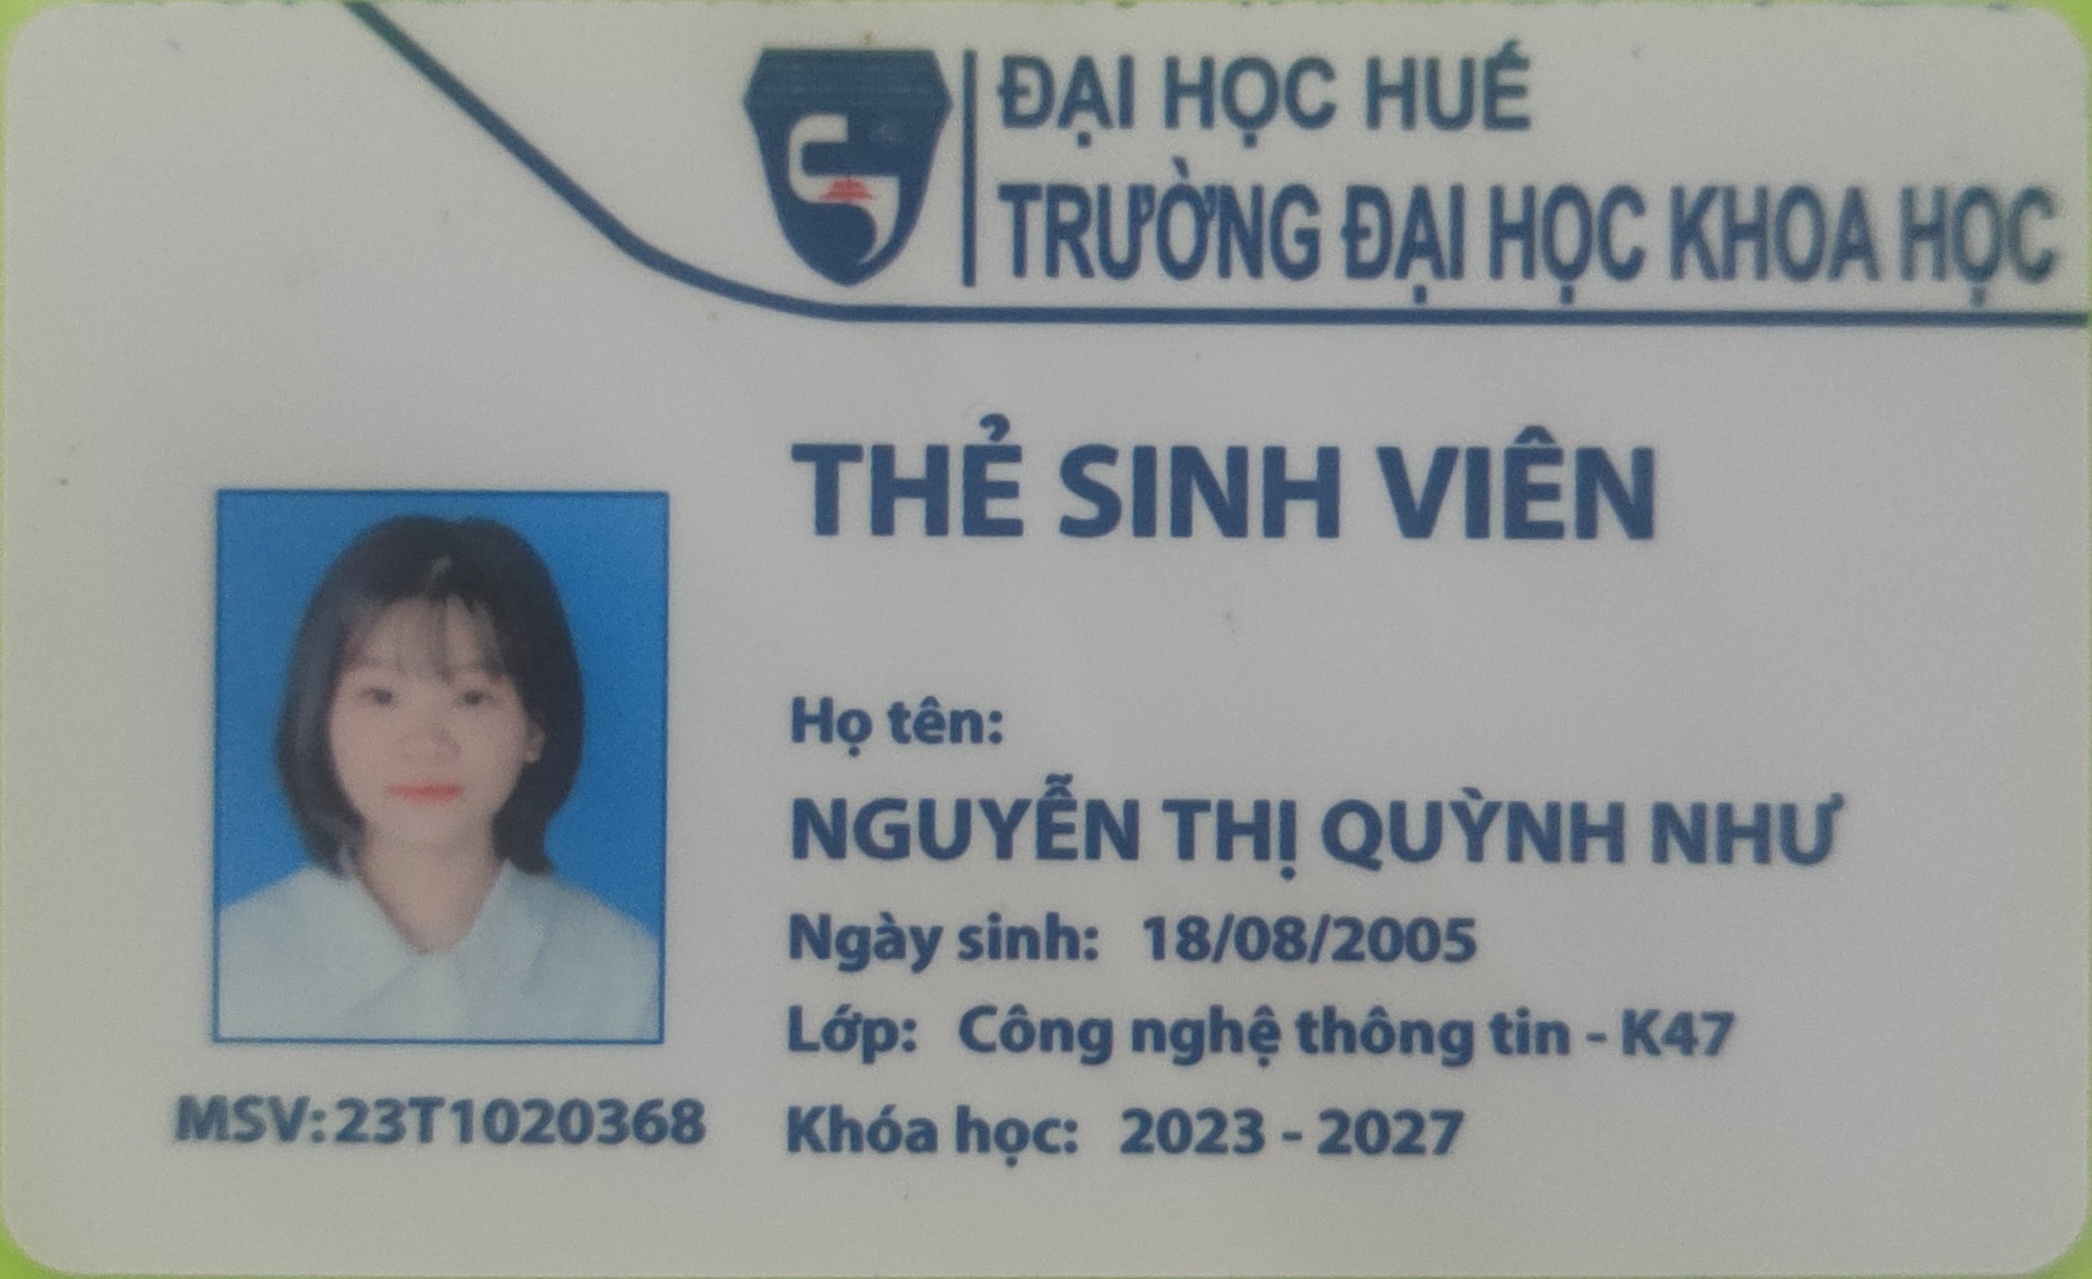 ĐẠI HỌC HUẾ
TRƯỜNG ĐẠI HỌC KHOA HỌC
THẺ SINH VIÊN
Họ tên:
NGUYỄN THỊ QUỲNH NHƯ
Ngày sinh: 18/08/2005
Lớp: Công nghệ thông tin - K47
Khóa học: 2023 - 2027
MSV:23T1020368